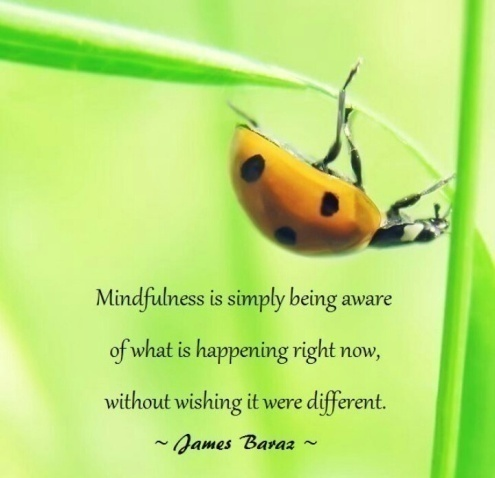 Mindfulness is simply being aware
of what is happening right now,
without wishing it were different.
~ James Baraz ~